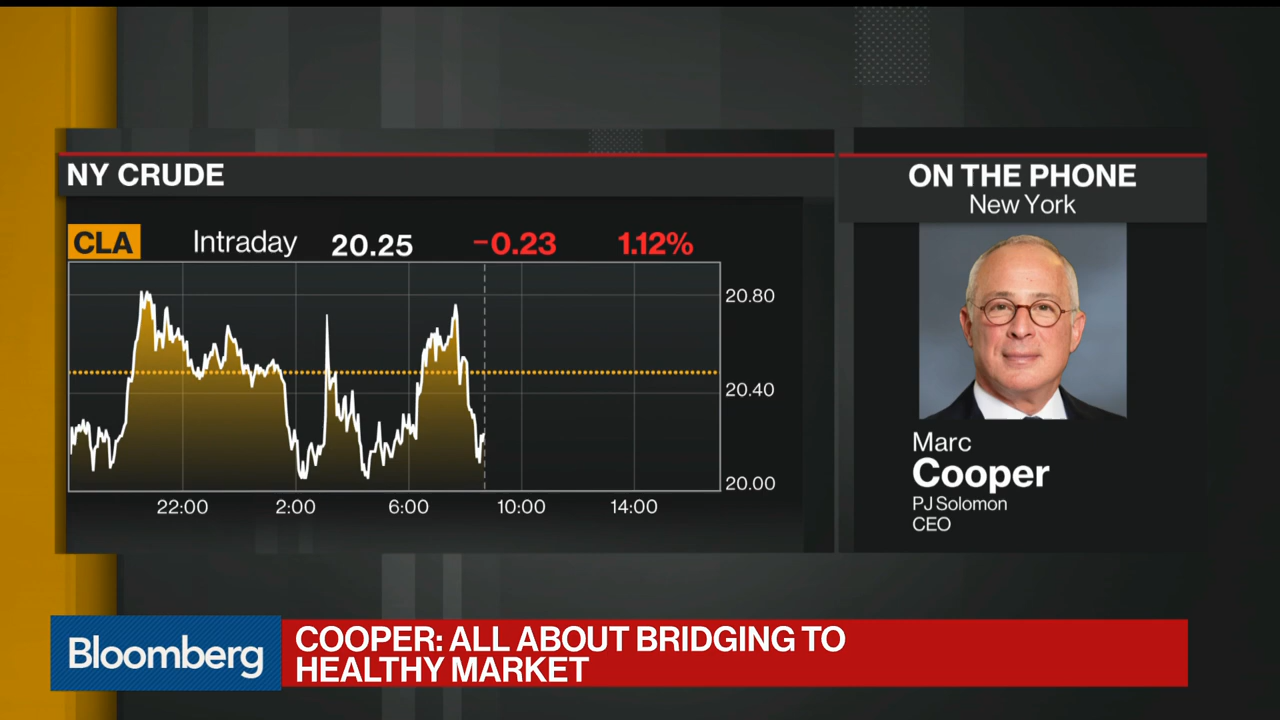 NY CRUDE
CLA Intraday 20.25 -0.23 1.12%
20.80
20.40
20.00
22:00 2:00 6:00 10:00 14:00
ON THE PHONE
New York
Marc
Cooper
PJ Solomon
CEO
Bloomberg
COOPER: ALL ABOUT BRIDGING TO
HEALTHY MARKET